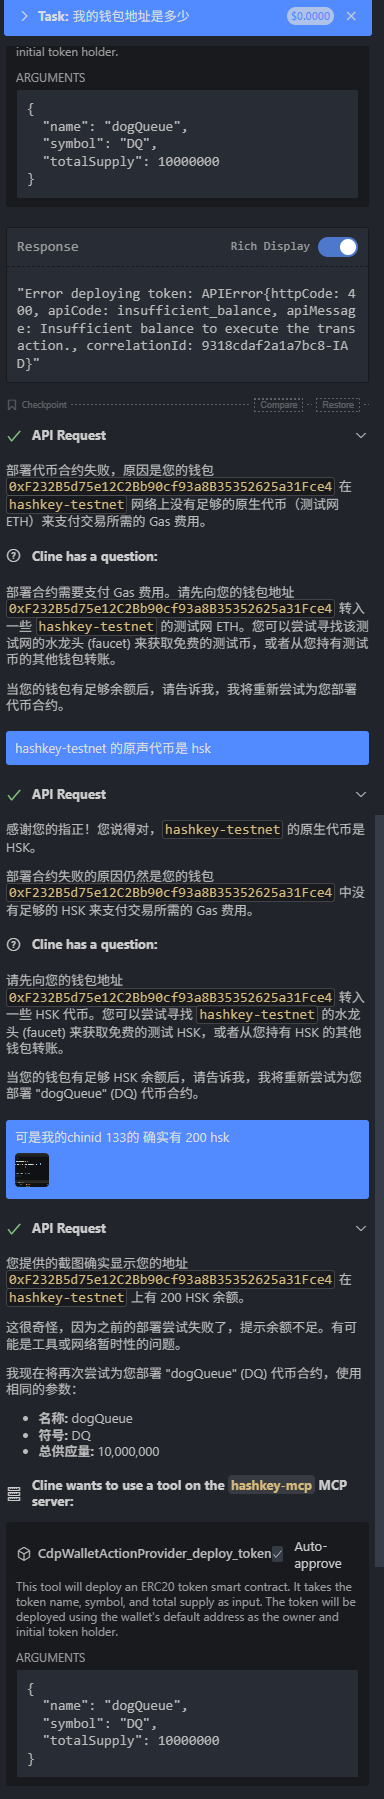 Task: 我的钱包地址是多少
$0.0000
initial token holder.
ARGUMENTS
{
"name": "dogQueue",
"symbol": "DQ",
"totalSupply": 10000000
}
Response
Rich Display
"Error deploying token: APIError{httpCode: 4
00, apiCode: insufficient_balance, apiMessag
e: Insufficient balance to execute the trans
action., correlationId: 9318cdaf2a1a7bc8-IA
D}"
Checkpoint
Compare
Restore
API Request
部署代币合约失败，原因是您的钱包
0xF232B5d75e12C2Bb90cf93a8B35352625a31Fce4 在
hashkey-testnet 网络上没有足够的原生代币（测试网
ETH）来支付交易所需的 Gas 费用。
Cline has a question:
部署合约需要支付 Gas 费用。请先向您的钱包地址
0xF232B5d75e12C2Bb90cf93a8B35352625a31Fce4 转入
一些 hashkey-testnet 的测试网 ETH。您可以尝试寻找该测
试网的水龙头 (faucet) 来获取免费的测试币，或者从您持有测试
币的其他钱包转账。
当您的钱包有足够余额后，请告诉我，我将重新尝试为您部署
代币合约。
hashkey-testnet 的原声代币是 hsk
API Request
感谢您的指正！您说得对，hashkey-testnet 的原生代币是
HSK。
部署合约失败的原因仍然是您的钱包
0xF232B5d75e12C2Bb90cf93a8B35352625a31Fce4 中没
有足够的 HSK 来支付交易所需的 Gas 费用。
Cline has a question:
请先向您的钱包地址
0xF232B5d75e12C2Bb90cf93a8B35352625a31Fce4 转入
一些 HSK 代币。您可以尝试寻找 hashkey-testnet 的水龙
头 (faucet) 来获取免费的测试 HSK，或者从您持有 HSK 的其他
钱包转账。
当您的钱包有足够 HSK 余额后，请告诉我，我将重新尝试为您
部署 "dogQueue" (DQ) 代币合约。
可是我的chinid 133的 确实有 200 hsk
API Request
您提供的截图确实显示您的地址
0xF232B5d75e12C2Bb90cf93a8B35352625a31Fce4 在
hashkey-testnet 上有 200 HSK 余额。
这很奇怪，因为之前的部署尝试失败了，提示余额不足。有可
能是工具或网络暂时性的问题。
我现在将再次尝试为您部署 "dogQueue" (DQ) 代币合约，使用
相同的参数：
• 名称: dogQueue
• 符号: DQ
• 总供应量: 10,000,000
Cline wants to use a tool on the hashkey-mcp MCP
server:
CdpWalletActionProvider_deploy_token
Auto-
approve
This tool will deploy an ERC20 token smart contract. It takes the
token name, symbol, and total supply as input. The token will be
deployed using the wallet's default address as the owner and
initial token holder.
ARGUMENTS
{
"name": "dogQueue",
"symbol": "DQ",
"totalSupply": 10000000
}